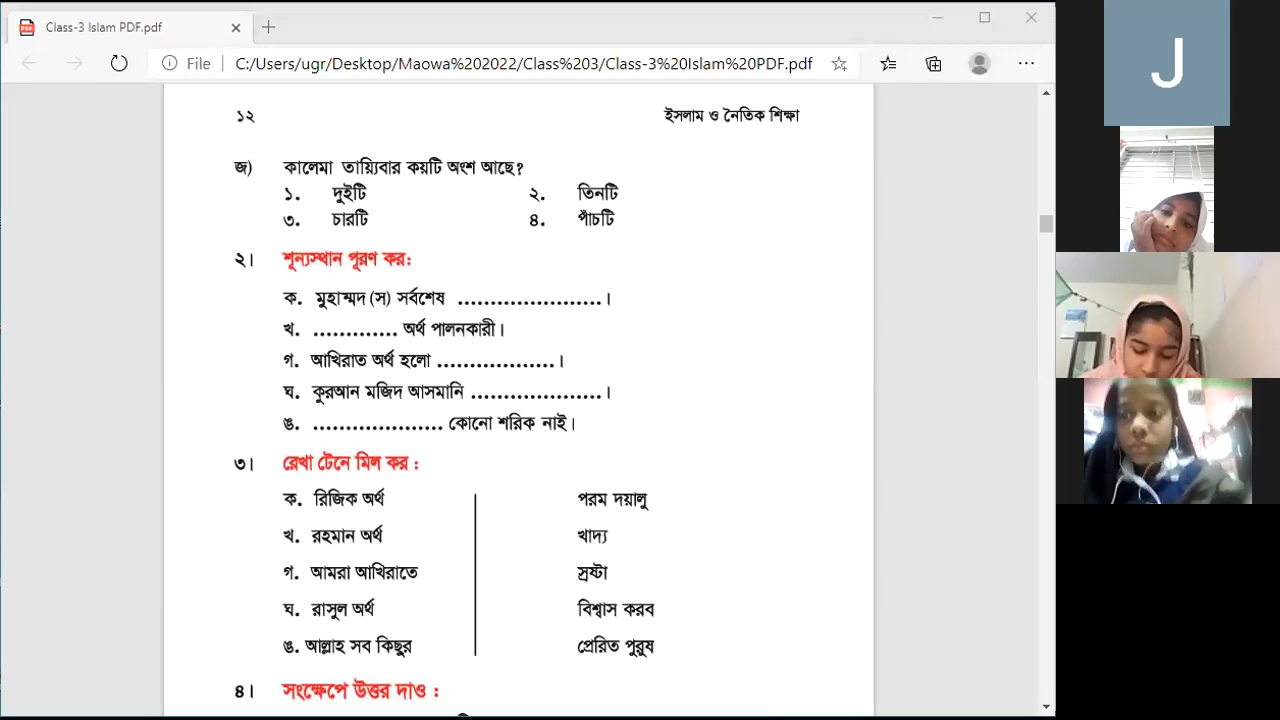 Class-3 Islam PDF.pdf
File C:/Users/ugr/Desktop/Maowa%202022/Class%203/Class-3%20Islam%20PDF.pdf
J
১২ ইসলাম ও নৈতিক শিক্ষা
জ) কালেমা তায়্যিবার কয়টি অংশ আছে?
১. দুইটি ২. তিনটি
৩. চারটি ৪. পাঁচটি
২। শূন্যস্থান পূরণ কর:
ক. মুহাম্মদ (স) সর্বশেষ ......................।
খ. ............. অর্থ পালনকারী।
গ. আখিরাত অর্থ হলো ..................।
ঘ. কুরআন মজিদ আসমানি ....................।
ঙ. .................... কোনো শরিক নাই।
৩। রেখা টেনে মিল কর :
ক. রিজিক অর্থ পরম দয়ালু
খ. রহমান অর্থ খাদ্য
গ. আমরা আখিরাতে স্রষ্টা
ঘ. রাসুল অর্থ বিশ্বাস করব
ঙ. আল্লাহ সব কিছুর প্রেরিত পুরুষ
৪। সংক্ষেপে উত্তর দাও :